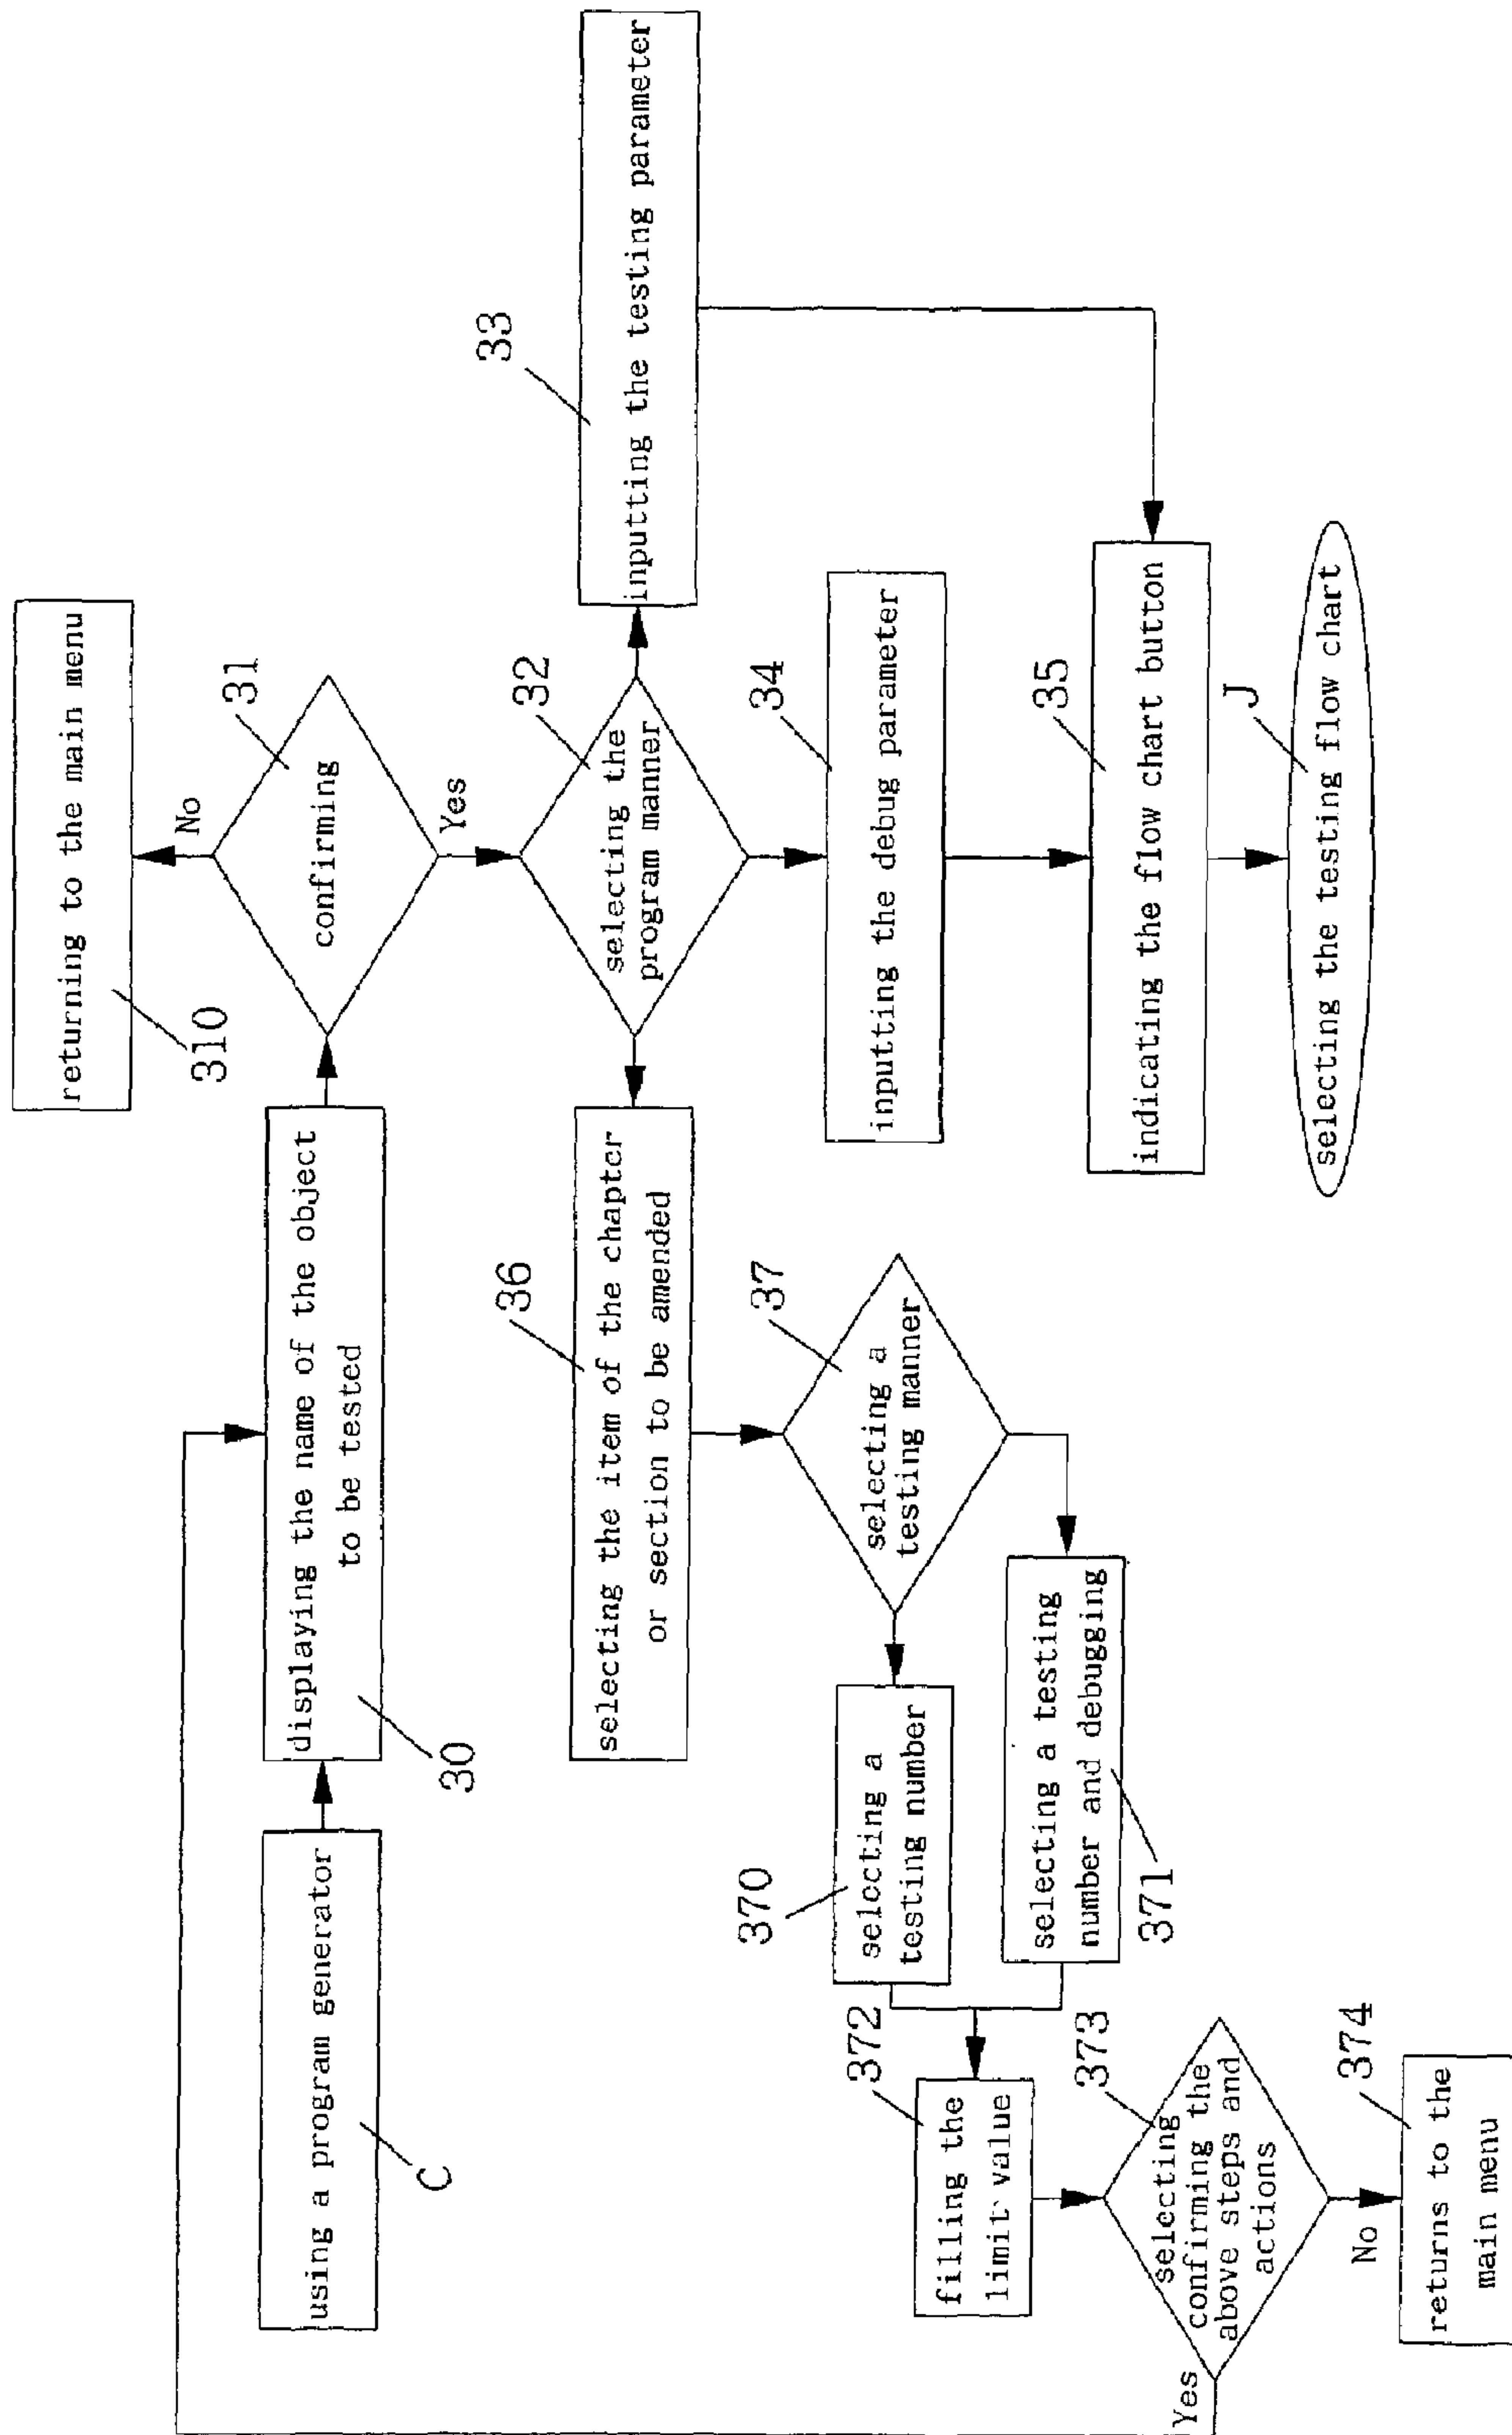 returning to the main menu
310
No
31
confirming
Yes
displaying the name of the object
to be tested
30
using a program generator
C
32
selecting the
program manner
33
inputting the testing parameter
34
inputting the debug parameter
35
indicating the flow chart button
J
selecting the testing flow chart
36
selecting the item of the chapter
or section to be amended
37
selecting a
testing manner
370
selecting a
testing number
selecting a testing
number and debugging
371
372
filling the
limit value
373
selecting
confirming the
above steps and
actions
Yes
No
374
returns to the
main menu